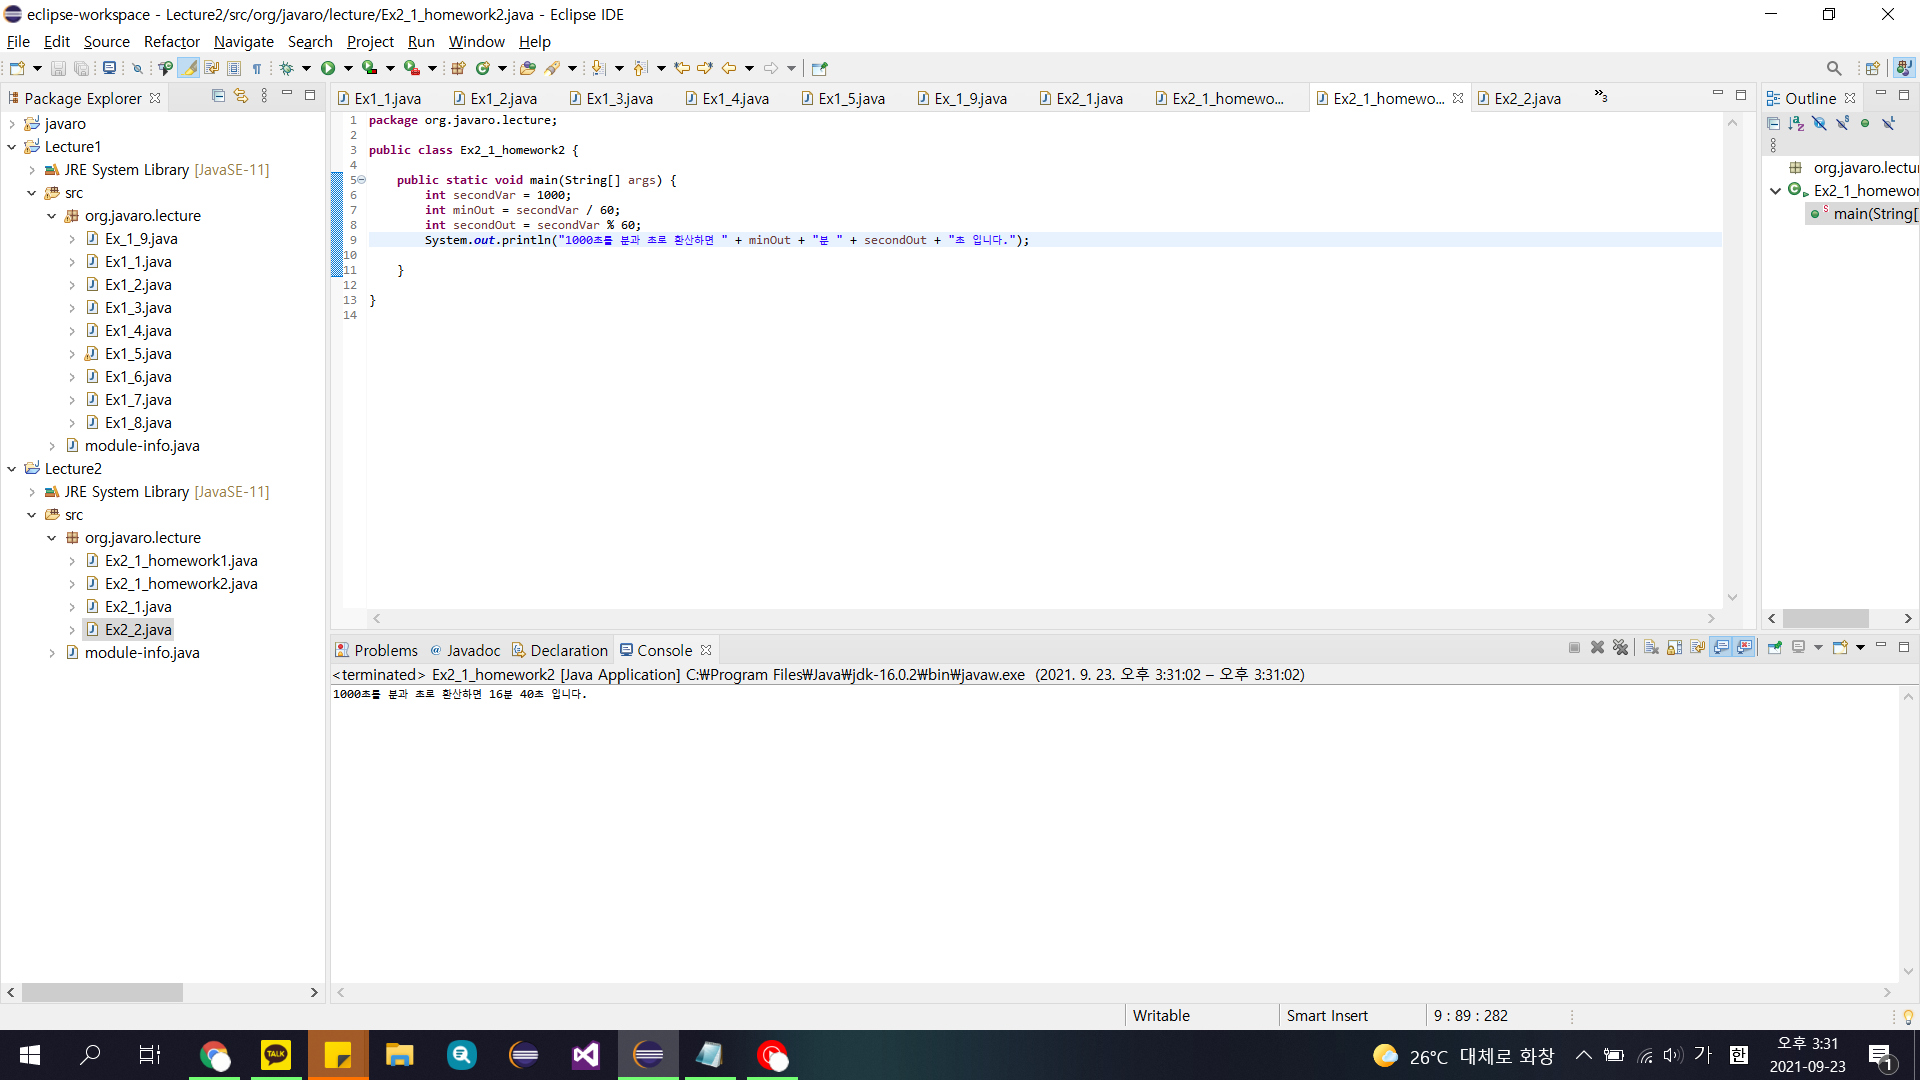 eclipse-workspace - Lecture2/src/org/javaro/lecture/Ex2_1_homework2.java - Eclipse IDE
File Edit Source Refactor Navigate Search Project Run Window Help
Package Explorer
javaro
Lecture1
JRE System Library [JavaSE-11]
src
org.javaro.lecture
Ex_1_9.java
Ex1_1.java
Ex1_2.java
Ex1_3.java
Ex1_4.java
Ex1_5.java
Ex1_6.java
Ex1_7.java
Ex1_8.java
module-info.java
Lecture2
JRE System Library [JavaSE-11]
src
org.javaro.lecture
Ex2_1_homework1.java
Ex2_1_homework2.java
Ex2_1.java
Ex2_2.java
module-info.java
Ex1_1.java Ex1_2.java Ex1_3.java Ex1_4.java Ex1_5.java Ex_1_9.java Ex2_1.java Ex2_1_homewo... Ex2_1_homewo... Ex2_2.java »3
1 package org.javaro.lecture;
2
3 public class Ex2_1_homework2 {
4
5 public static void main(String[] args) {
6 int secondVar = 1000;
7 int minOut = secondVar / 60;
8 int secondOut = secondVar % 60;
9 System.out.println("1000초를 분과 초로 환산하면 " + minOut + "분 " + secondOut + "초 입니다.");
10
11 }
12
13 }
14
Outline
org.javaro.lectu
Ex2_1_homewor
main(String[
Problems @ Javadoc Declaration Console
<terminated> Ex2_1_homework2 [Java Application] C:₩Program Files₩Java₩jdk-16.0.2₩bin₩javaw.exe (2021. 9. 23. 오후 3:31:02 – 오후 3:31:02)
1000초를 분과 초로 환산하면 16분 40초 입니다.
Writable Smart Insert 9 : 89 : 282
TALK
26°C 대체로 화창 가 한 오후 3:31
2021-09-23
1